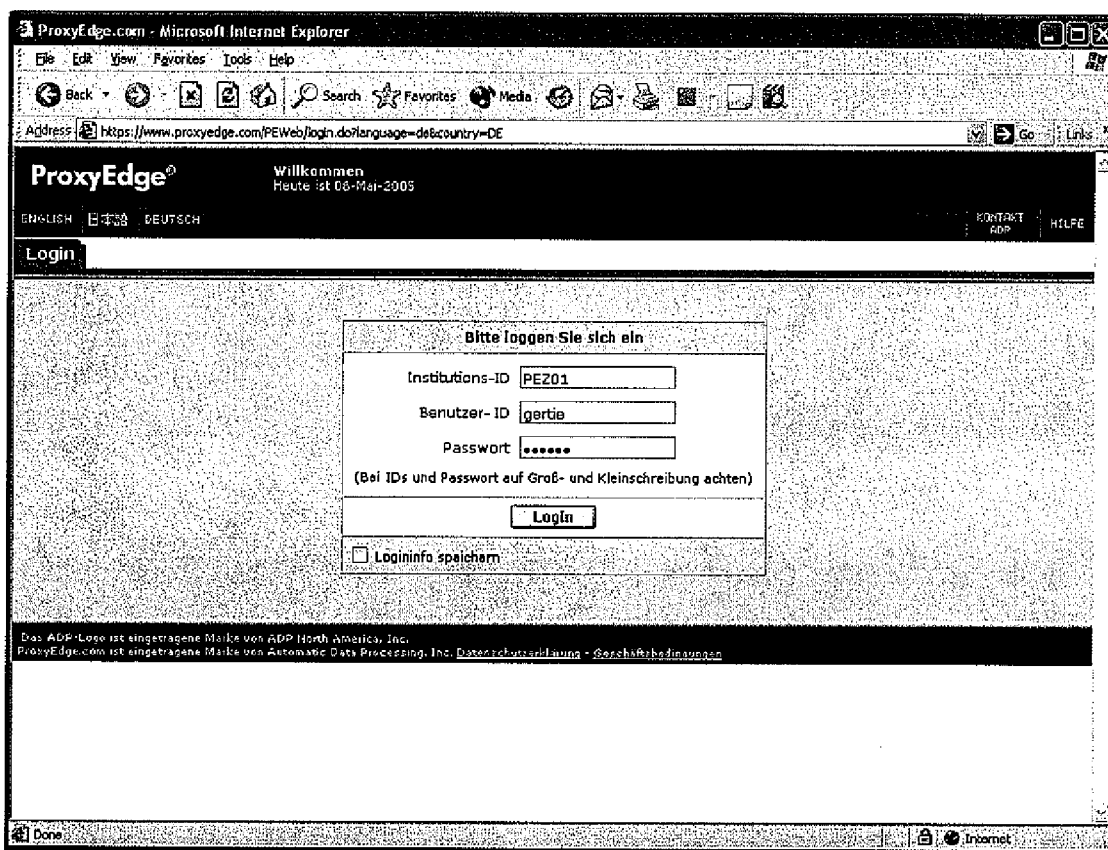 ProxyEdge.com - Microsoft Internet Explorer
File Edit View Favorites Tools Help
Back Search Favorites Media
Address https://www.proxyedge.com/PEWeb/login.do?language=de&country=DE Go Links
ProxyEdge®
Willkommen
Heute ist 06-Mai-2005
ENGLISH 日本語 DEUTSCH
KONTAKT ADP HILFE
Login
Bitte loggen Sie sich ein
Institutions-ID PEZ01
Benutzer- ID gertie
Passwort ••••••
(Bei IDs und Passwort auf Groß- und Kleinschreibung achten)
Login
Logininfo speichern
Das ADP-Logo ist eingetragene Marke von ADP North America, Inc.
ProxyEdge.com ist eingetragene Marke von Automatic Data Processing, Inc. Datenschutzerklärung - Geschäftsbedingungen
Done Internet